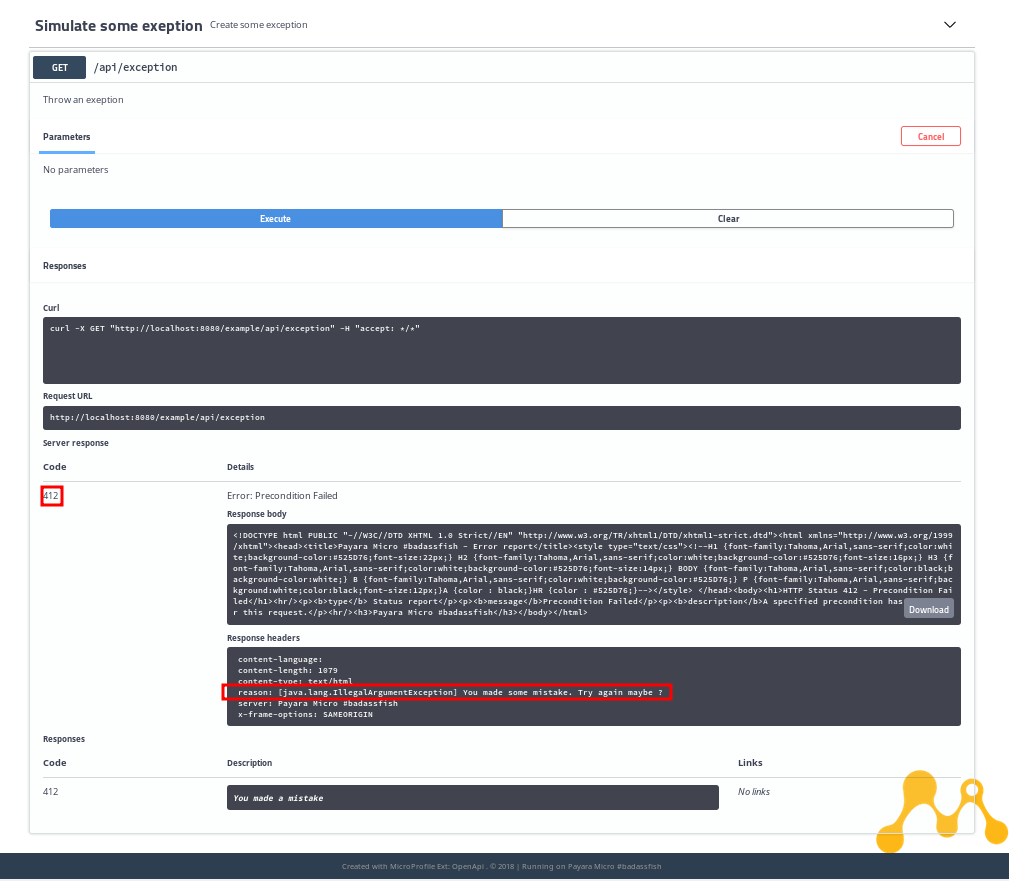 Simulate some exeption Create some exception
GET /api/exception
Throw an exeption
Parameters
Cancel
No parameters
Execute
Clear
Responses
Curl
curl -X GET "http://localhost:8080/example/api/exception" -H "accept: */*"
Request URL
http://localhost:8080/example/api/exception
Server response
Code Details
412 Error: Precondition Failed
Response body
<!DOCTYPE html PUBLIC "-//W3C//DTD XHTML 1.0 Strict//EN" "http://www.w3.org/TR/xhtml1/DTD/xhtml1-strict.dtd"><html xmlns="http://www.w3.org/1999
/xhtml"><head><title>Payara Micro #badassfish - Error report</title><style type="text/css"><!--H1 {font-family:Tahoma,Arial,sans-serif;color:whi
te;background-color:#525D76;font-size:22px;} H2 {font-family:Tahoma,Arial,sans-serif;color:white;background-color:#525D76;font-size:16px;} H3 {f
ont-family:Tahoma,Arial,sans-serif;color:white;background-color:#525D76;font-size:14px;} BODY {font-family:Tahoma,Arial,sans-serif;color:black;b
ackground-color:white;} B {font-family:Tahoma,Arial,sans-serif;color:white;background-color:#525D76;} P {font-family:Tahoma,Arial,sans-serif;bac
kground:white;color:black;font-size:12px;}A {color : black;}HR {color : #525D76;}--></style> </head><body><h1>HTTP Status 412 - Precondition Fai
led</h1><hr/><p><b>type</b> Status report</p><p><b>message</b>Precondition Failed</p><p><b>description</b>A specified precondition has
r this request.</p><hr/><h3>Payara Micro #badassfish</h3></body></html>
Download
Response headers
content-language:
content-length: 1079
content-type: text/html
reason: [java.lang.IllegalArgumentException] You made some mistake. Try again maybe ?
server: Payara Micro #badassfish
x-frame-options: SAMEORIGIN
Responses
Code Description Links
412 You made a mistake No links
Created with MicroProfile Ext: OpenApi . © 2018 | Running on Payara Micro #badassfish